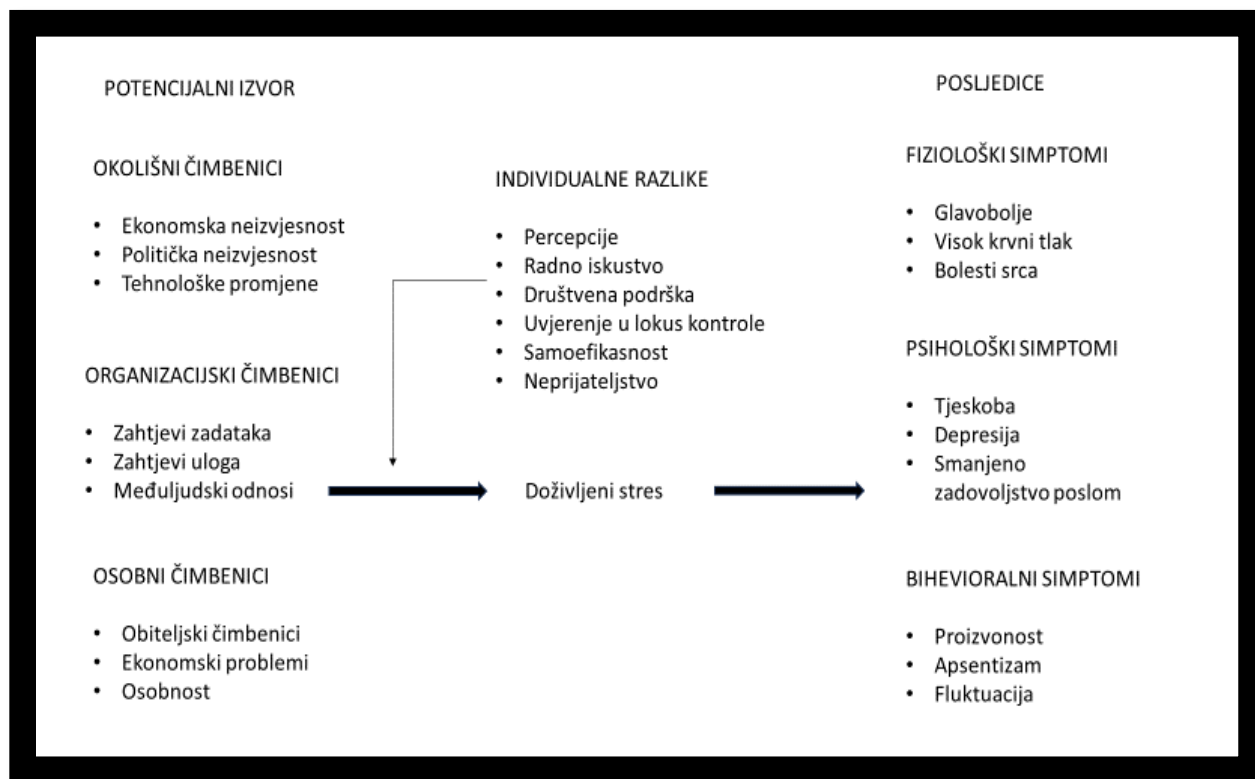 POTENCIJALNI IZVOR
OKOLIŠNI ČIMBENICI
• Ekonomska neizvjesnost
• Politička neizvjesnost
• Tehnološke promjene
ORGANIZACIJSKI ČIMBENICI
• Zahtjevi zadataka
• Zahtjevi uloga
• Međuljudski odnosi
OSOBNI ČIMBENICI
• Obiteljski čimbenici
• Ekonomski problemi
• Osobnost
INDIVIDUALNE RAZLIKE
• Percepcije
• Radno iskustvo
• Društvena podrška
• Uvjerenje u lokus kontrole
• Samoefikasnost
• Neprijateljstvo
Doživljeni stres
POSLJEDICE
FIZIOLOŠKI SIMPTOMI
• Glavobolje
• Visok krvni tlak
• Bolesti srca
PSIHOLOŠKI SIMPTOMI
• Tjeskoba
• Depresija
• Smanjeno
zadovoljstvo poslom
BIHEVIORALNI SIMPTOMI
• Proizvonost
• Apsentizam
• Fluktuacija